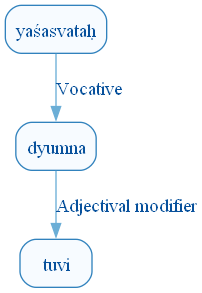 yaśasvataḥ
Vocative
dyumna
Adjectival modifier
tuvi